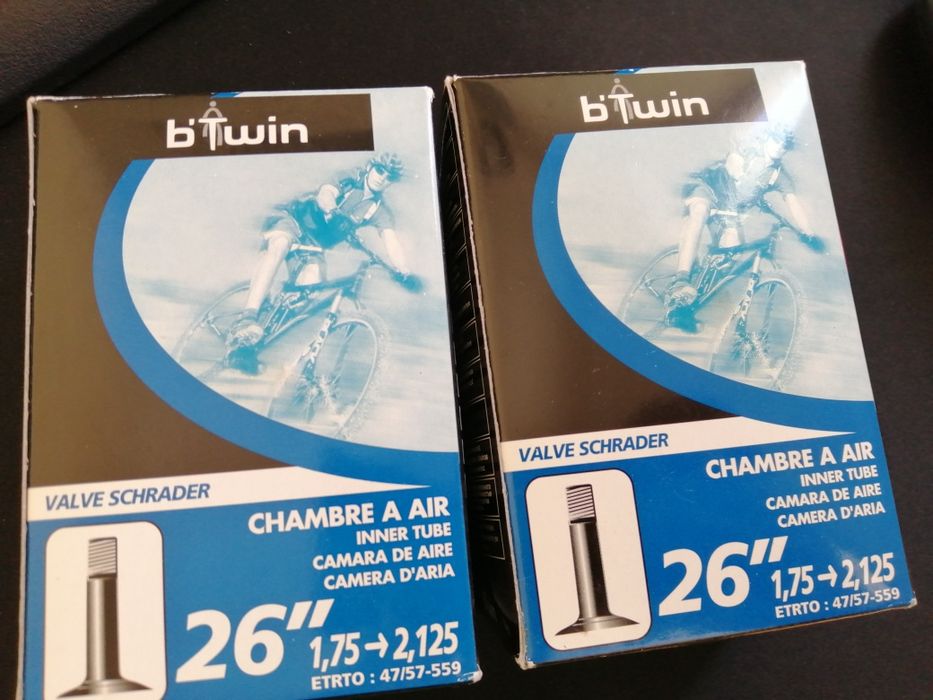 b'Twin
VALVE SCHRADER
CHAMBRE A AIR
INNER TUBE
CAMARA DE AIRE
CAMERA D'ARIA
26" 1,75→2,125
ETRTO : 47/57-559
b'Twin
VALVE SCHRADER
CHAMBRE A AIR
INNER TUBE
CAMARA DE AIRE
CAMERA D'ARIA
26" 1,75→2,125
ETRTO : 47/57-559